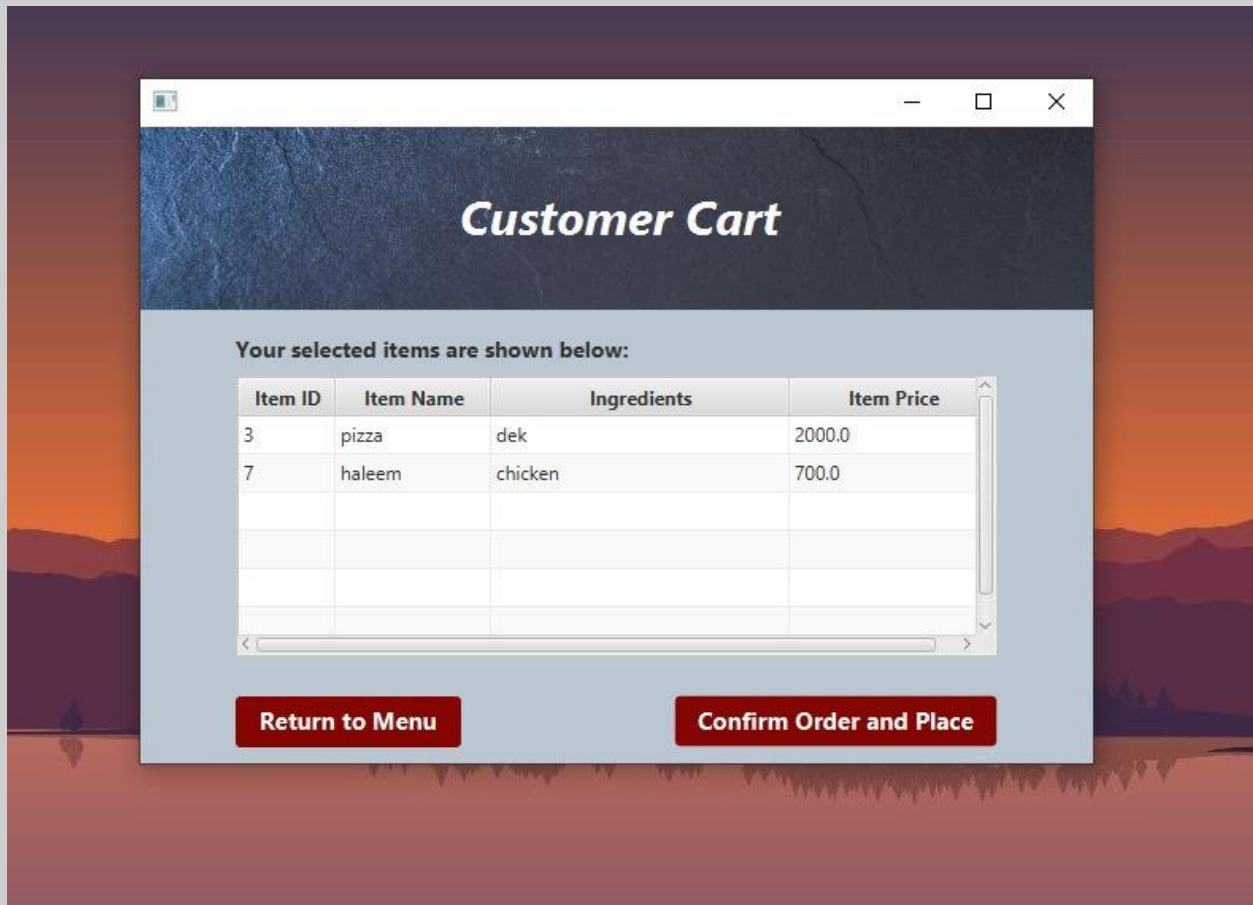 Customer Cart
Your selected items are shown below:
Item ID Item Name Ingredients Item Price
3 pizza dek 2000.0
7 haleem chicken 700.0
Return to Menu Confirm Order and Place